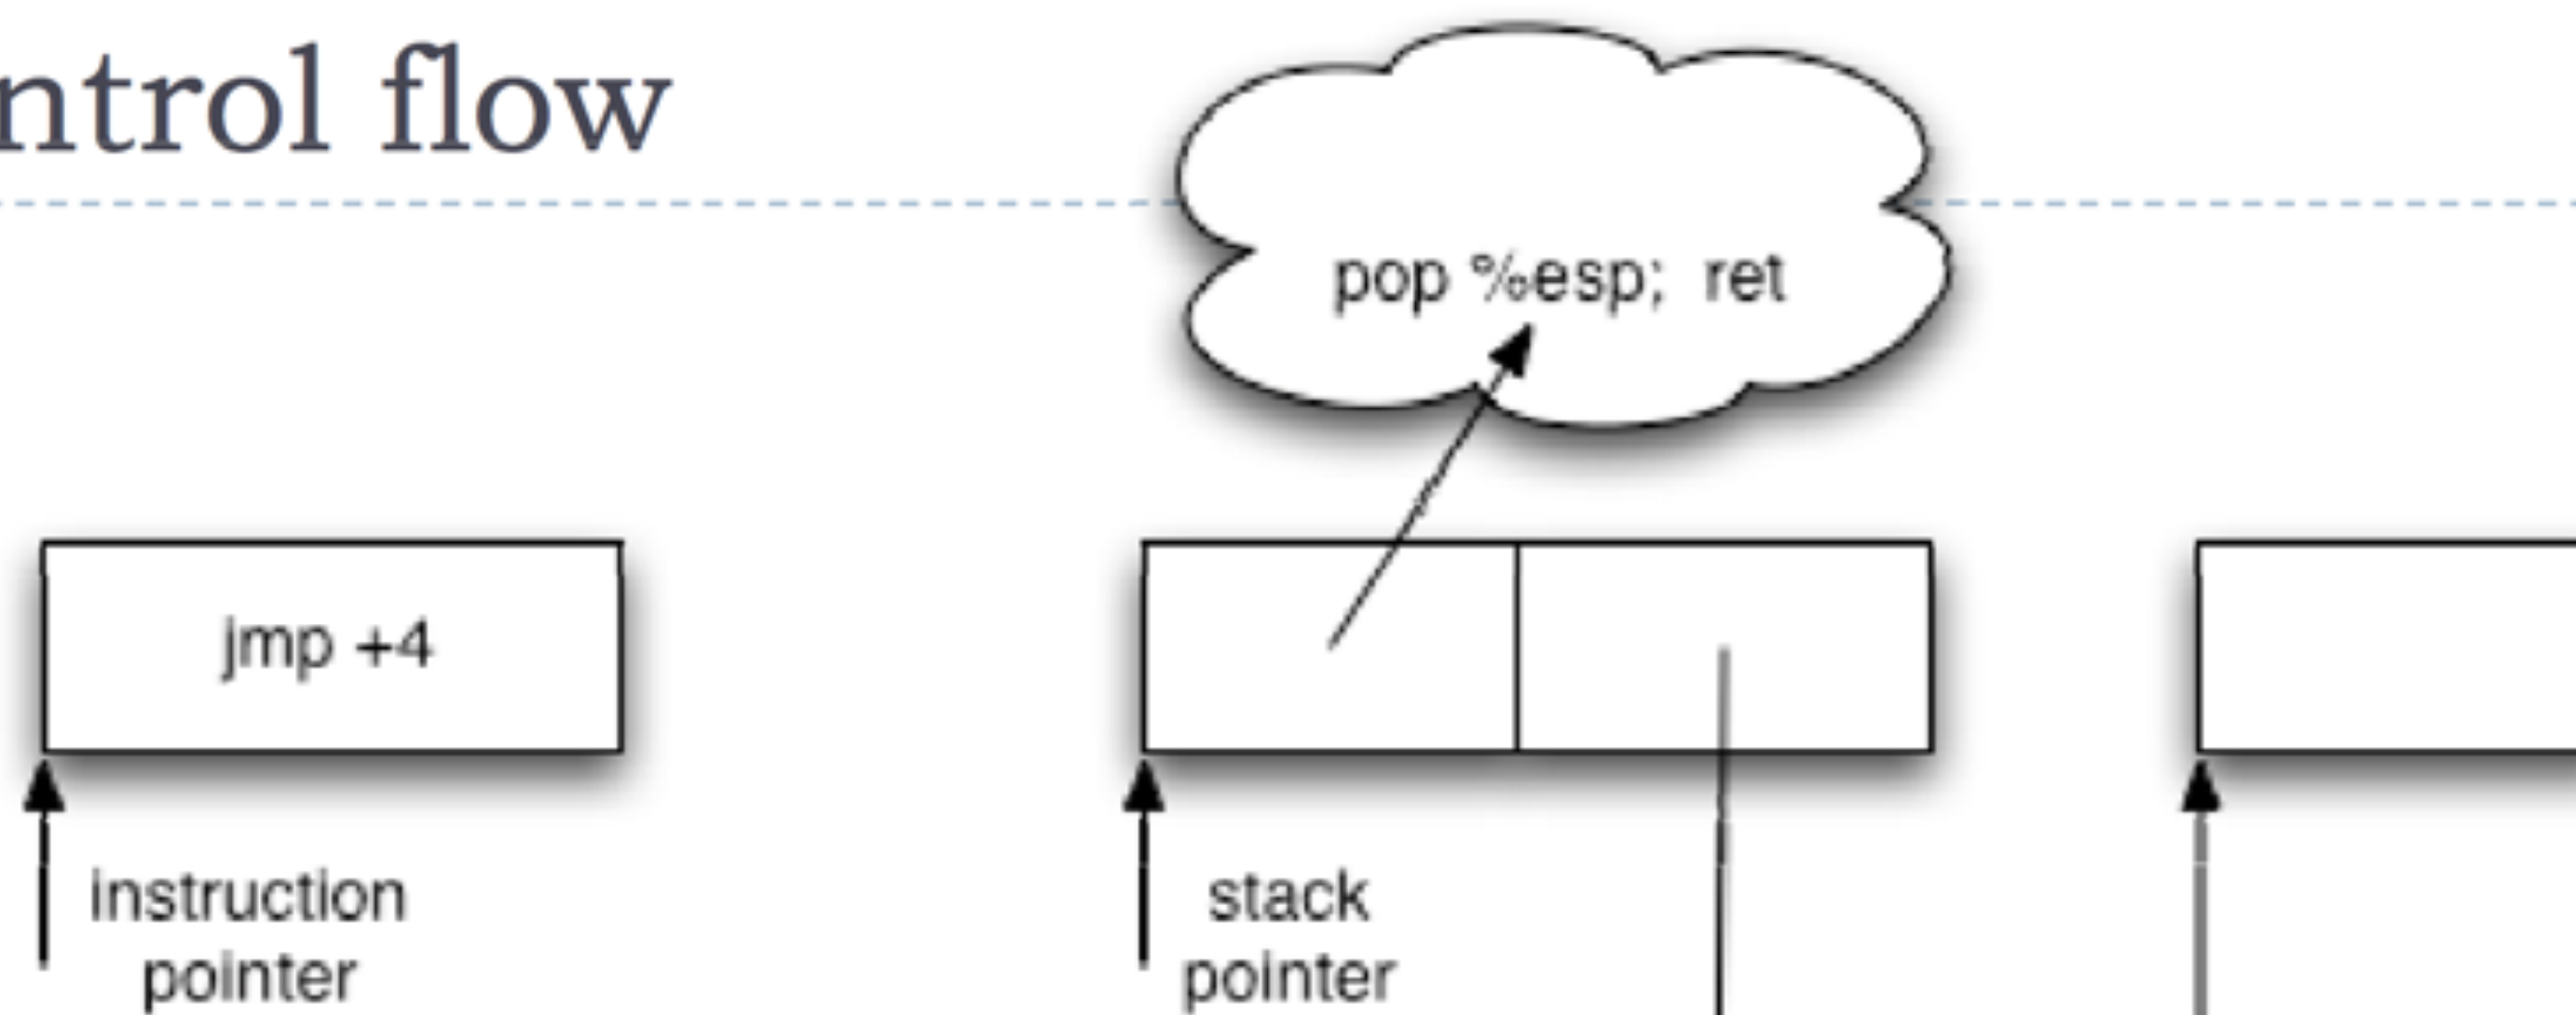 ntrol flow
pop %esp; ret
jmp +4
instruction
pointer
stack
pointer